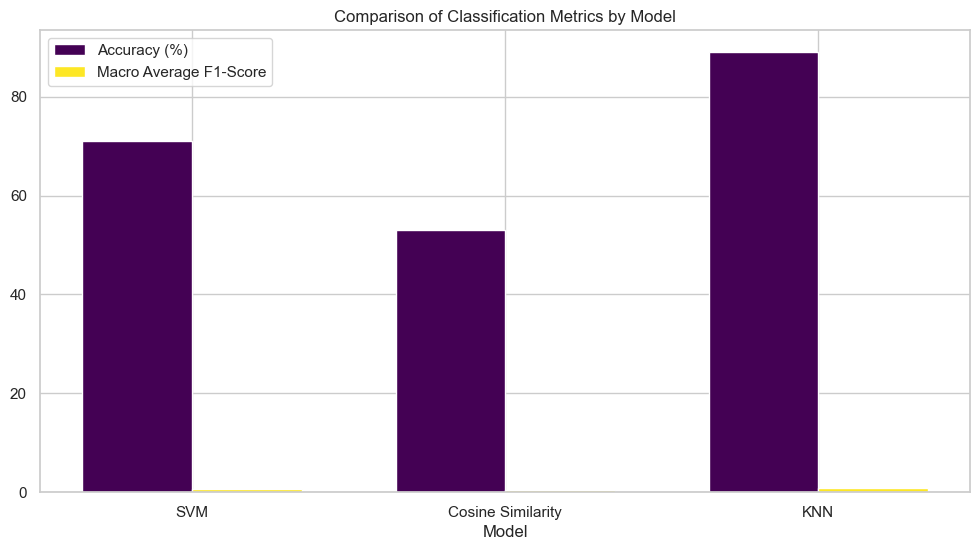 Comparison of Classification Metrics by Model
Accuracy (%)
Macro Average F1-Score
80
60
40
20
0
SVM Cosine Similarity KNN
Model